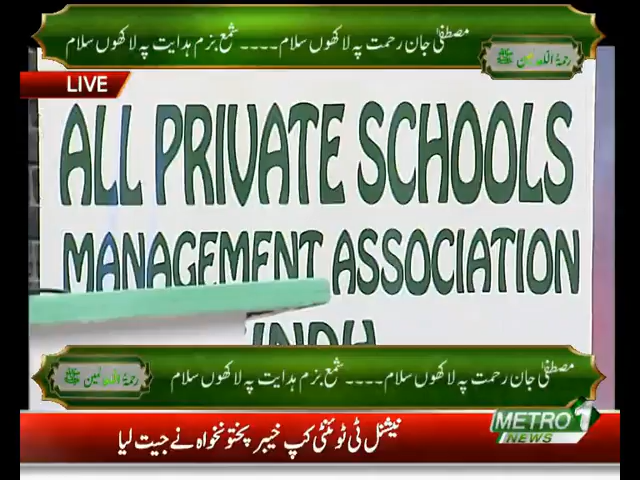 مصطفیٰ جان رحمت پہ لاکھوں سلام .... شمع بزم ہدایت پہ لاکھوں سلام
رحمۃ اللعالمین ﷺ
LIVE
ALL PRIVATE SCHOOLS
MANAGEMENT ASSOCIATION
مصطفیٰ جان رحمت پہ لاکھوں سلام .... شمع بزم ہدایت پہ لاکھوں سلام
رحمۃ اللعالمین ﷺ
نیشنل ٹی ٹوئنٹی کپ خیبر پختونخواہ نے جیت لیا
METRO 1
NEWS